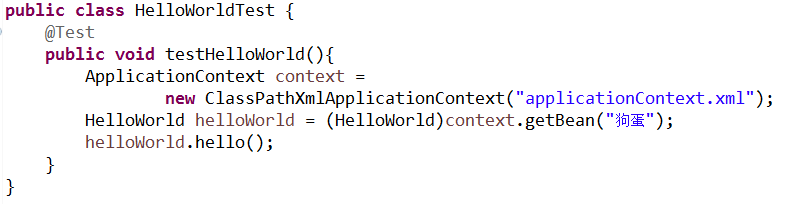 public class HelloWorldTest {
    @Test
    public void testHelloWorld(){
        ApplicationContext context =
                new ClassPathXmlApplicationContext("applicationContext.xml");
        HelloWorld helloWorld = (HelloWorld)context.getBean("狗蛋");
        helloWorld.hello();
    }
}